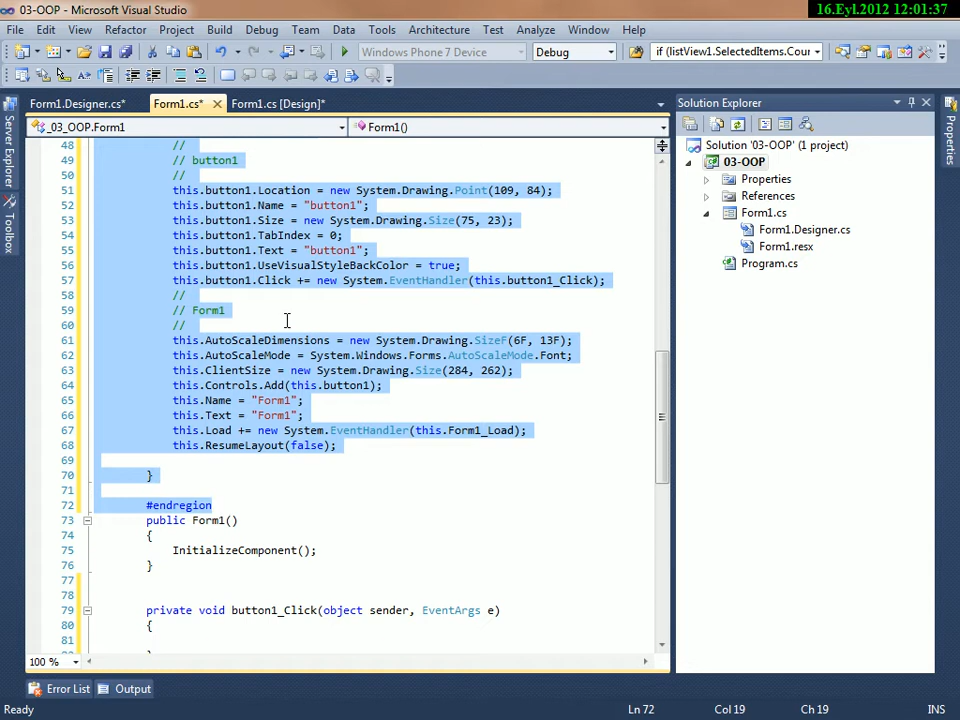 03-OOP - Microsoft Visual Studio
16.Eyl.2012 12:01:37
File Edit View Refactor Project Build Debug Team Data Tools Architecture Test Analyze Window Help
Windows Phone 7 Device Debug if (listView1.SelectedItems.Cour
Form1.Designer.cs* Form1.cs* Form1.cs [Design]*
_03_OOP.Form1 Form1()
48 //
49 // button1
50 //
51 this.button1.Location = new System.Drawing.Point(109, 84);
52 this.button1.Name = "button1";
53 this.button1.Size = new System.Drawing.Size(75, 23);
54 this.button1.TabIndex = 0;
55 this.button1.Text = "button1";
56 this.button1.UseVisualStyleBackColor = true;
57 this.button1.Click += new System.EventHandler(this.button1_Click);
58 //
59 // Form1
60 //
61 this.AutoScaleDimensions = new System.Drawing.SizeF(6F, 13F);
62 this.AutoScaleMode = System.Windows.Forms.AutoScaleMode.Font;
63 this.ClientSize = new System.Drawing.Size(284, 262);
64 this.Controls.Add(this.button1);
65 this.Name = "Form1";
66 this.Text = "Form1";
67 this.Load += new System.EventHandler(this.Form1_Load);
68 this.ResumeLayout(false);
69
70 }
71
72 #endregion
73 public Form1()
74 {
75 InitializeComponent();
76 }
77
78
79 private void button1_Click(object sender, EventArgs e)
80 {
81
100 %
Server Explorer
Toolbox
Solution Explorer
Solution '03-OOP' (1 project)
03-OOP
Properties
References
Form1.cs
Form1.Designer.cs
Form1.resx
Program.cs
Properties
Error List Output
Ready Ln 72 Col 19 Ch 19 INS